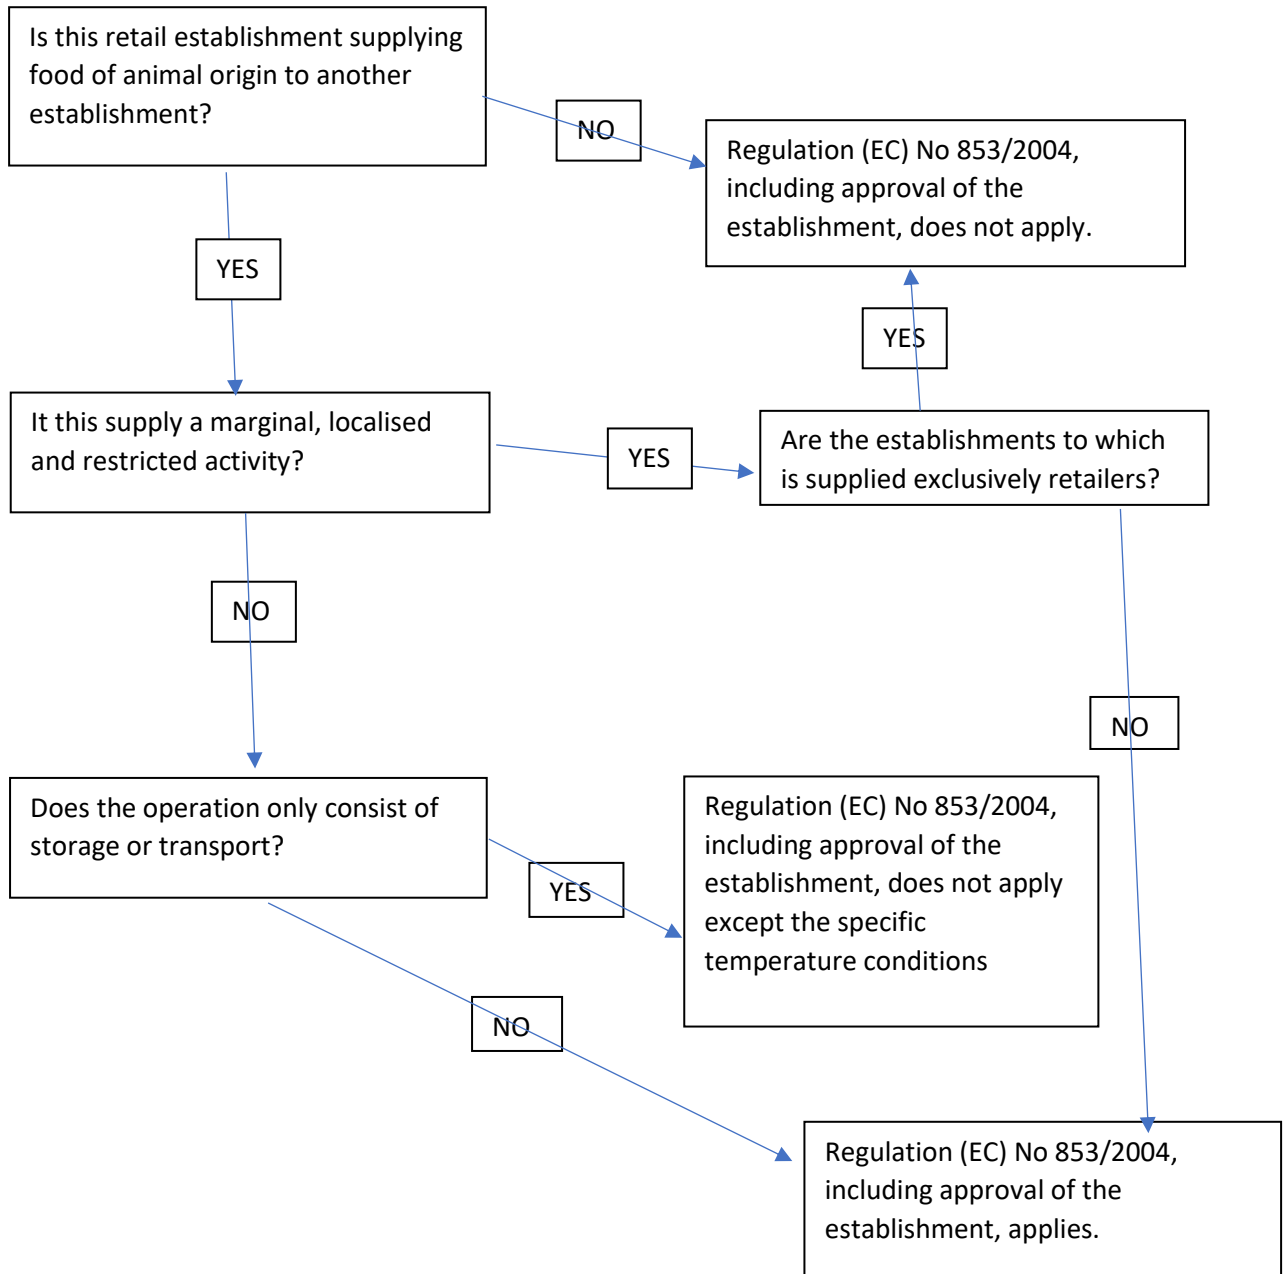 Is this retail establishment supplying
food of animal origin to another
establishment?
NO
Regulation (EC) No 853/2004,
including approval of the
establishment, does not apply.
YES
YES
It this supply a marginal, localised
and restricted activity?
YES
Are the establishments to which
is supplied exclusively retailers?
NO
NO
Does the operation only consist of
storage or transport?
YES
Regulation (EC) No 853/2004,
including approval of the
establishment, does not apply
except the specific
temperature conditions
NO
Regulation (EC) No 853/2004,
including approval of the
establishment, applies.